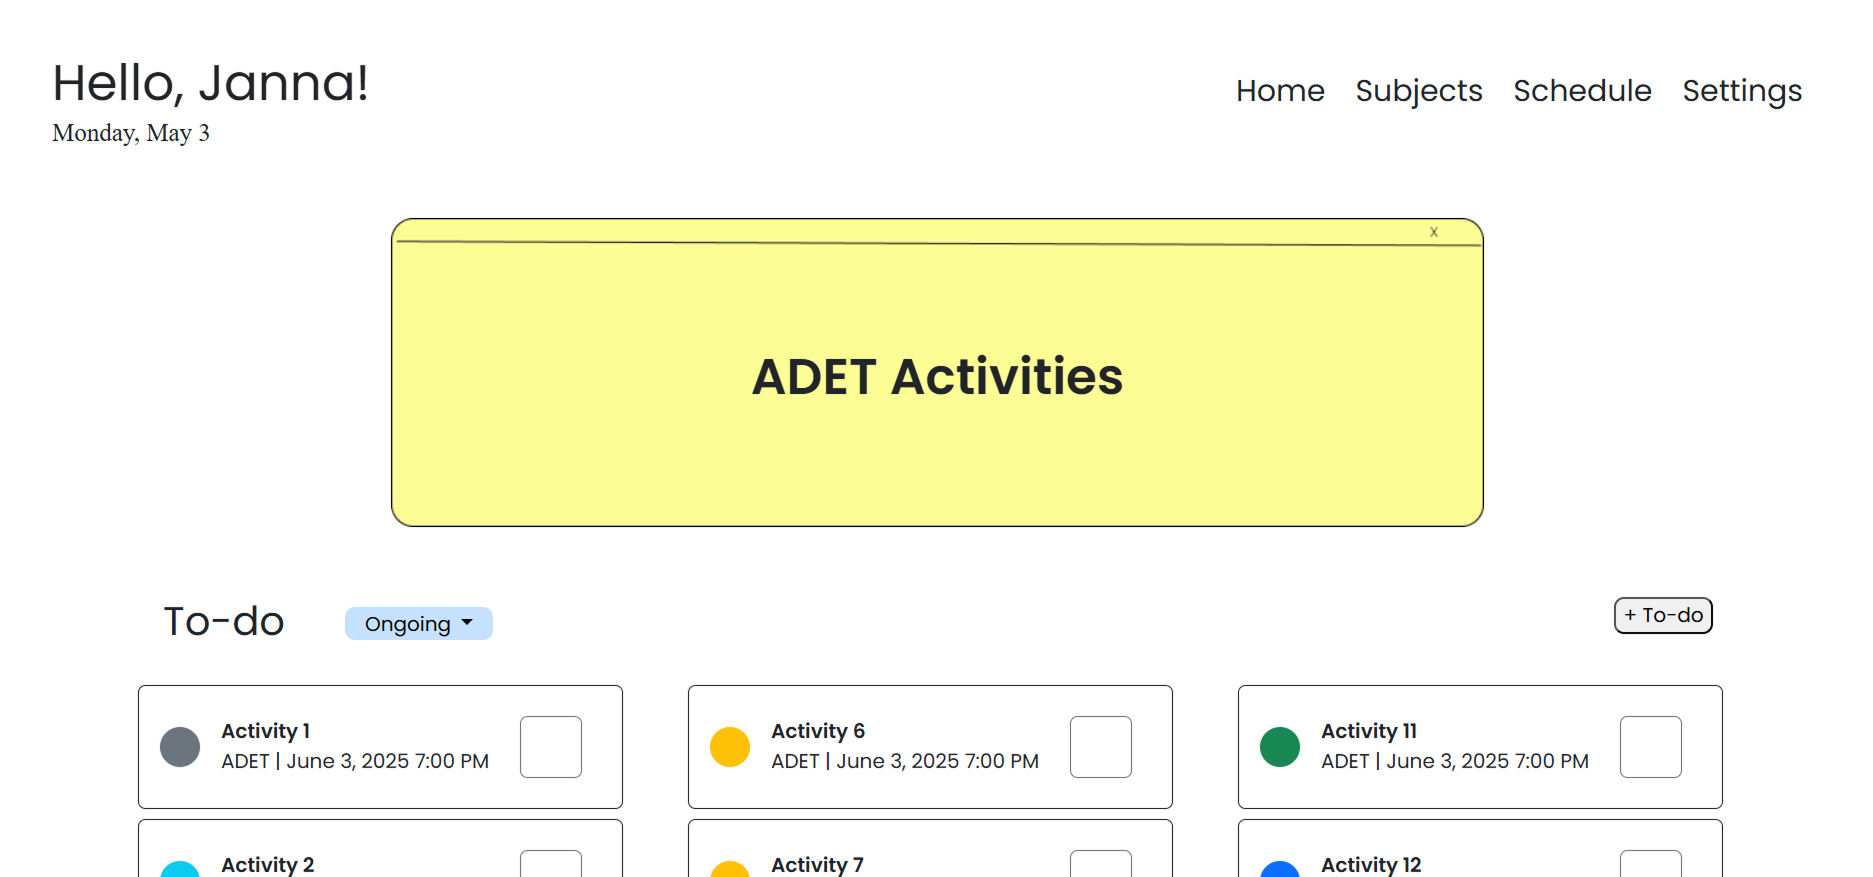 Hello, Janna!
Monday, May 3
Home Subjects Schedule Settings
x
ADET Activities
To-do
Ongoing
+ To-do
Activity 1
ADET | June 3, 2025 7:00 PM
Activity 6
ADET | June 3, 2025 7:00 PM
Activity 11
ADET | June 3, 2025 7:00 PM
Activity 2
Activity 7
Activity 12